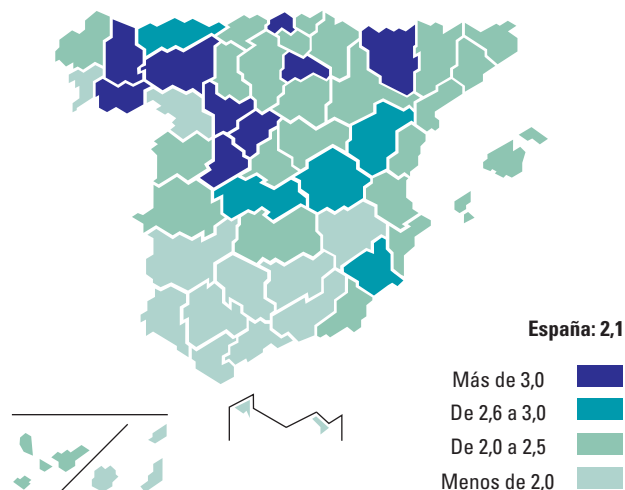 España: 2,1
Más de 3,0
De 2,6 a 3,0
De 2,0 a 2,5
Menos de 2,0